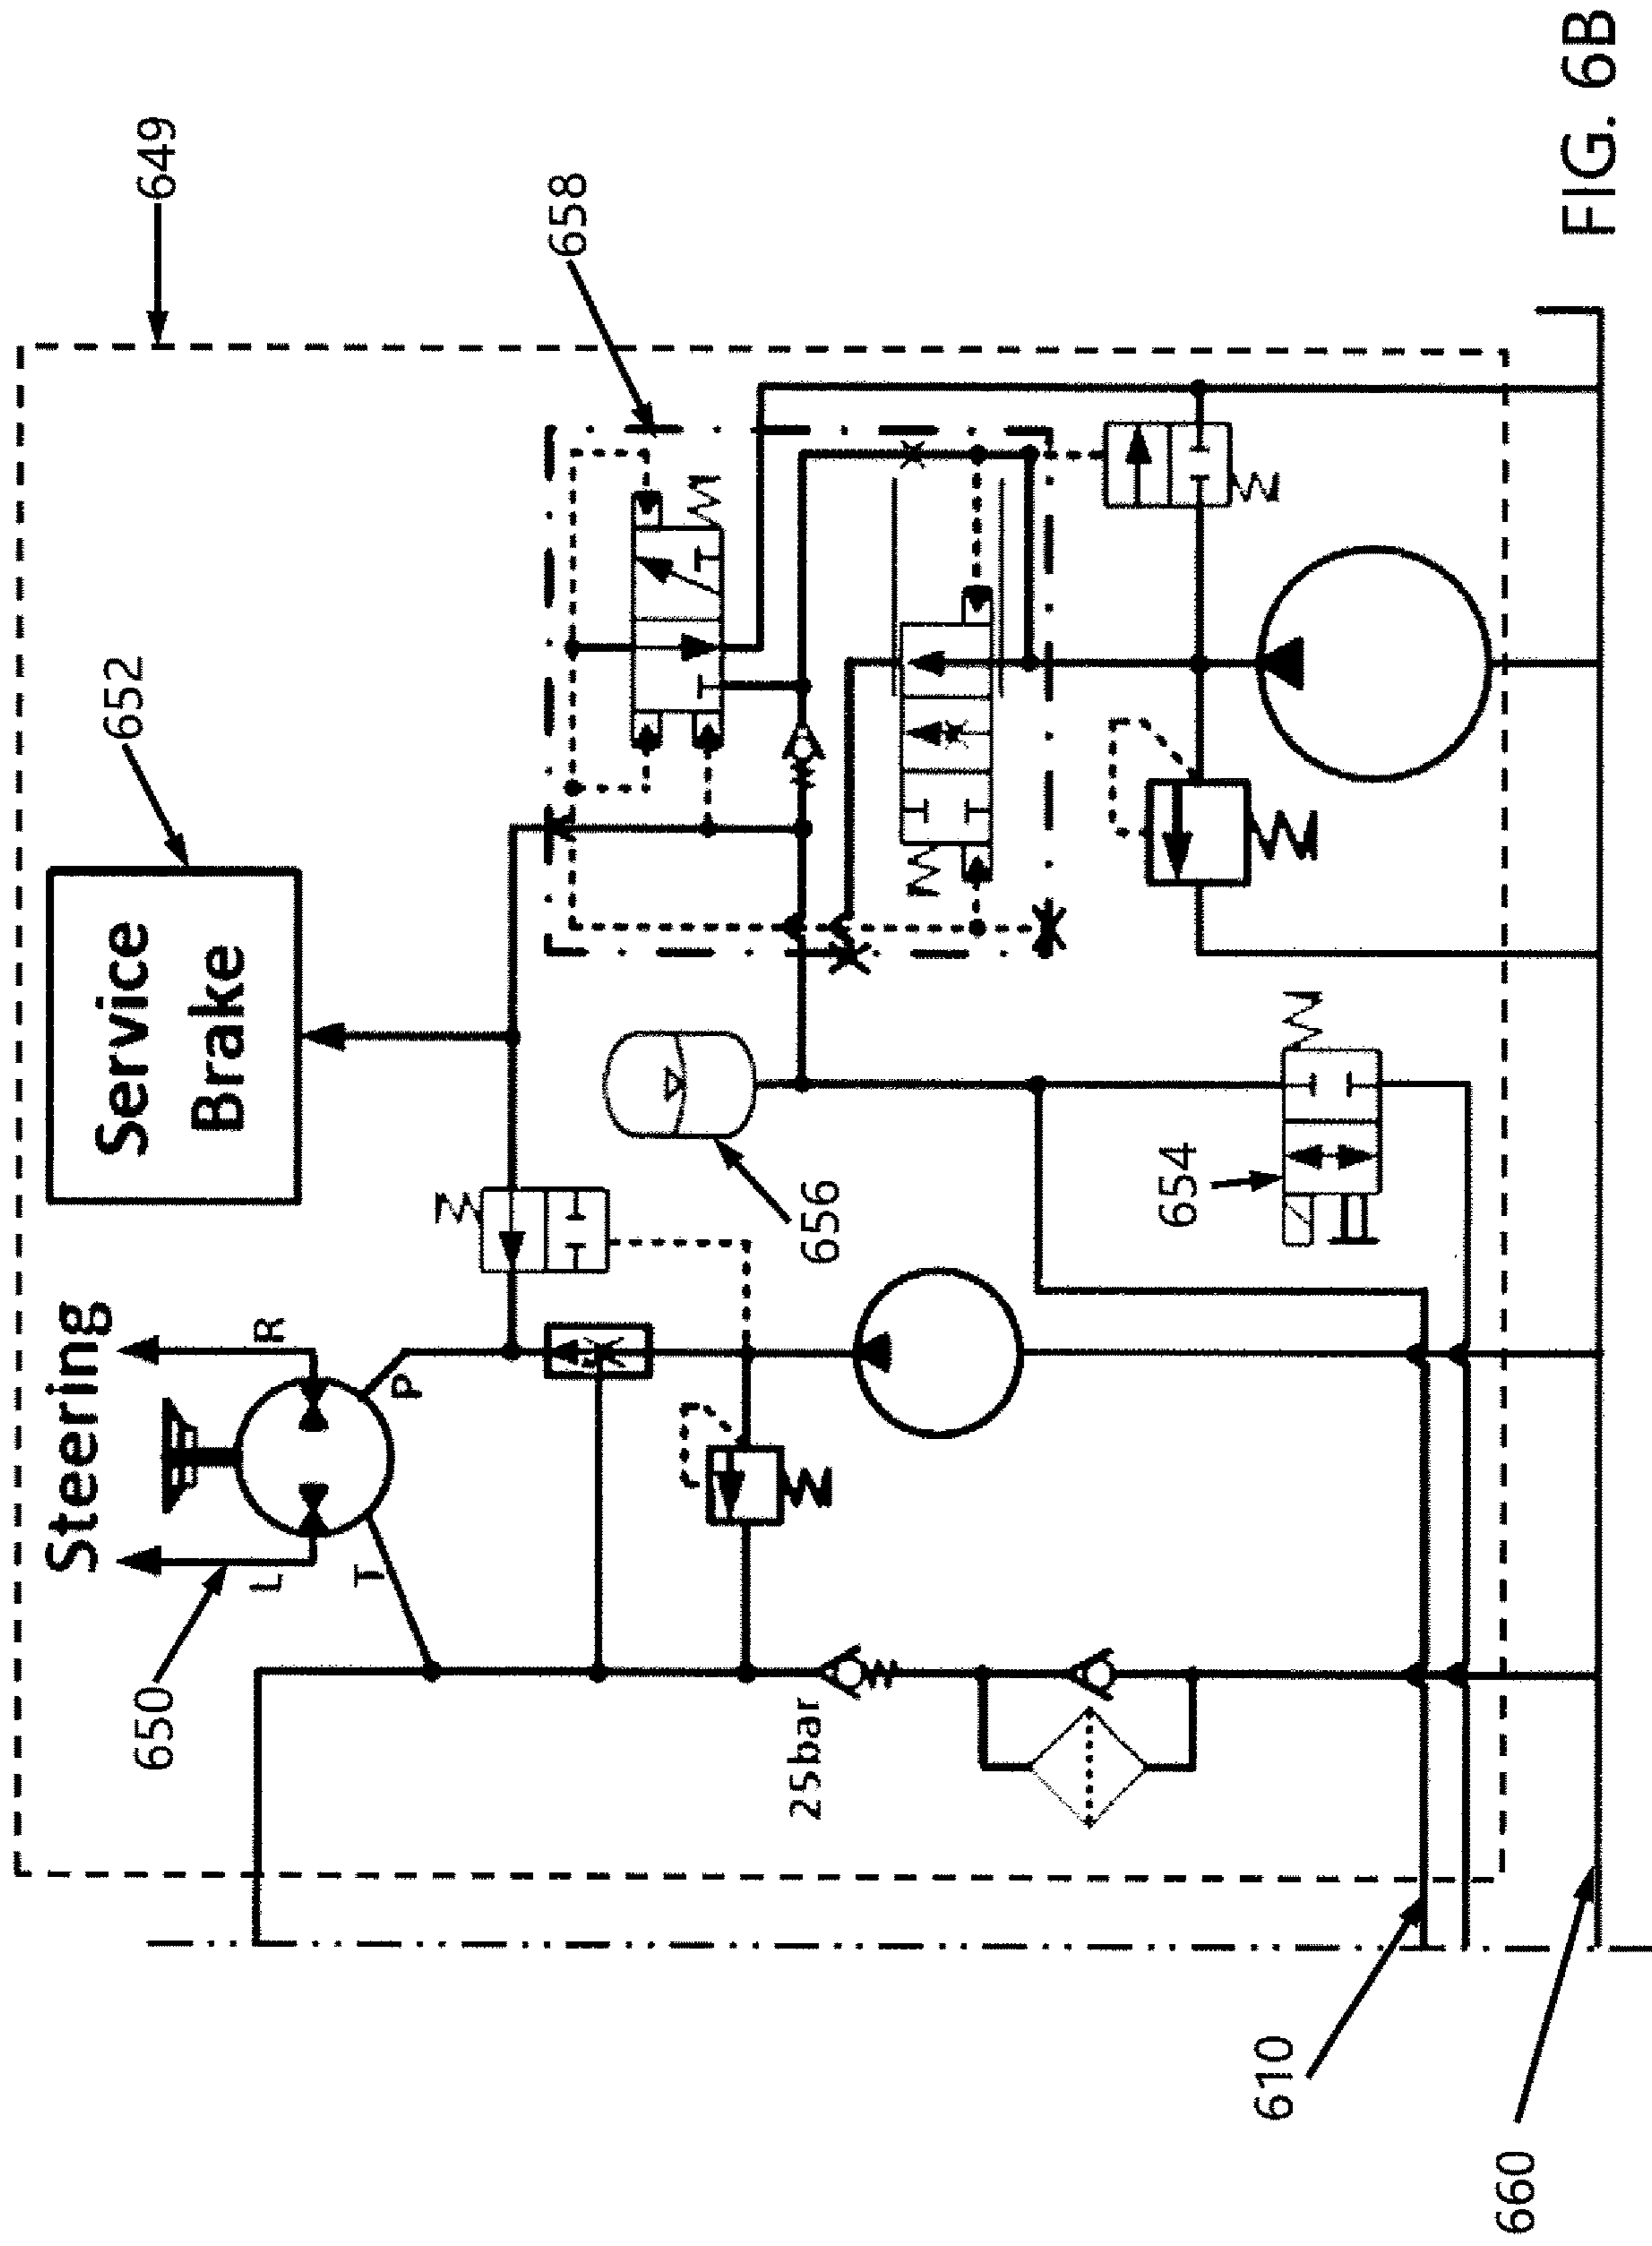 649
658
652
Service
Brake
Steering
R
P
L
T
650
656
654
25bar
610
660
FIG. 6B